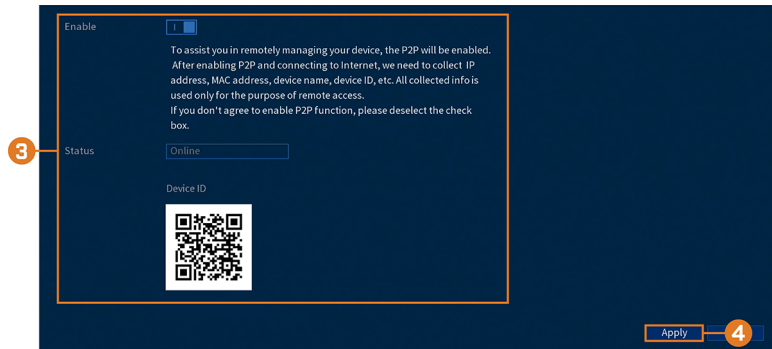 Enable
I
To assist you in remotely managing your device, the P2P will be enabled.
After enabling P2P and connecting to Internet, we need to collect IP
address, MAC address, device name, device ID, etc. All collected info is
used only for the purpose of remote access.
If you don't agree to enable P2P function, please deselect the check
box.
3
Status
Online
Device ID
Apply
4